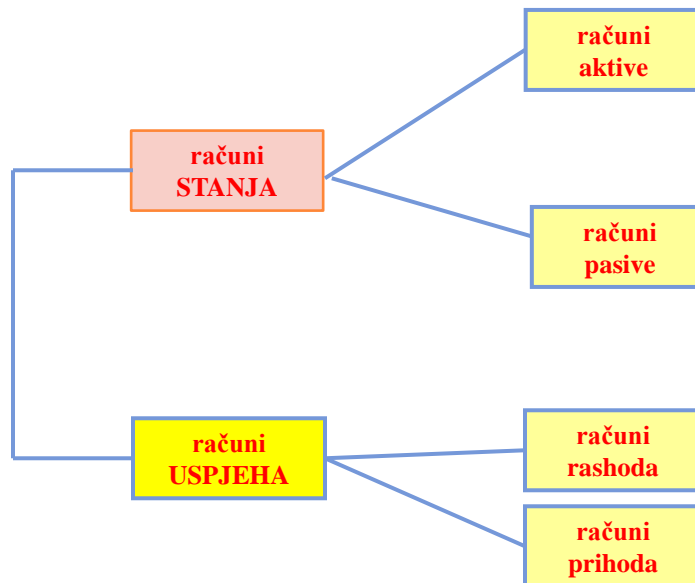 računi
aktive
računi
STANJA
računi
pasive
računi
USPJEHA
računi
rashoda
računi
prihoda